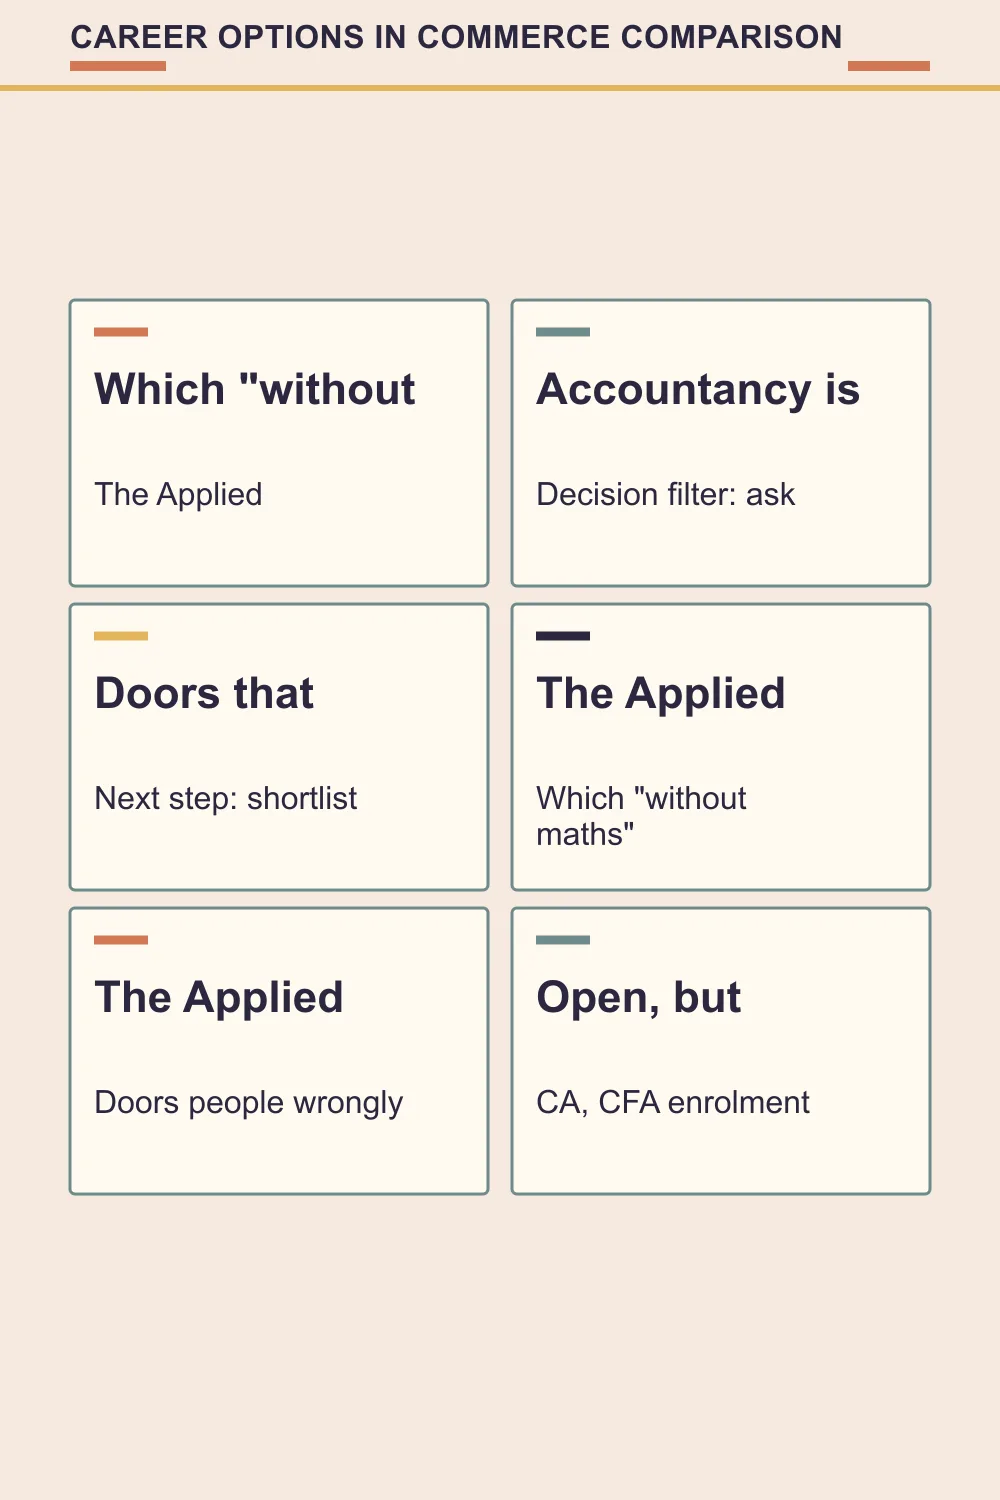 CAREER OPTIONS IN COMMERCE COMPARISON
Which "without
The Applied
Accountancy is
Decision filter: ask
Doors that
Next step: shortlist
The Applied
Which "without
maths"
The Applied
Doors people wrongly
Open, but
CA, CFA enrolment